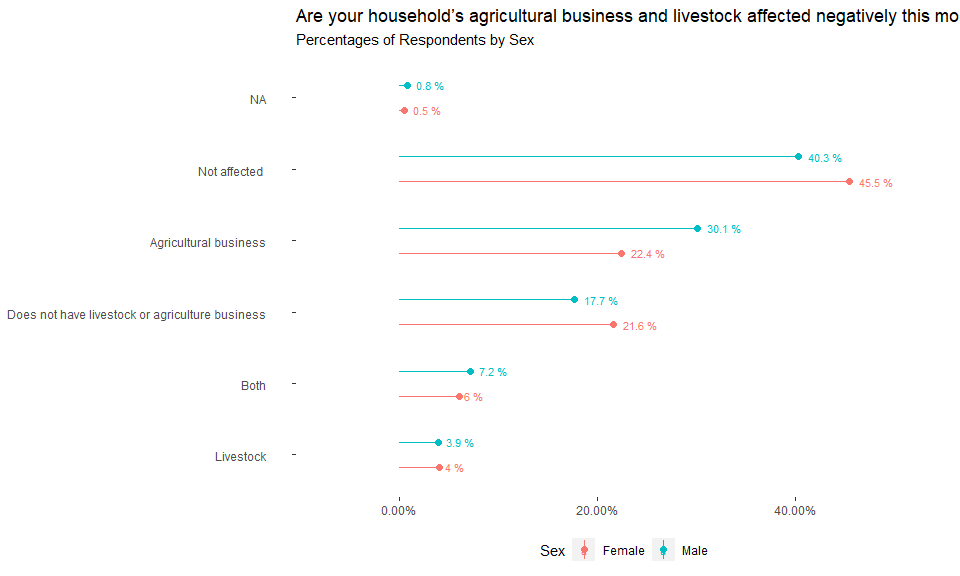 Are your household’s agricultural business and livestock affected negatively this mo
Percentages of Respondents by Sex
NA
0.8 %
0.5 %
Not affected
40.3 %
45.5 %
Agricultural business
30.1 %
22.4 %
Does not have livestock or agriculture business
17.7 %
21.6 %
Both
7.2 %
6 %
Livestock
3.9 %
4 %
0.00% 20.00% 40.00%
Sex Female Male